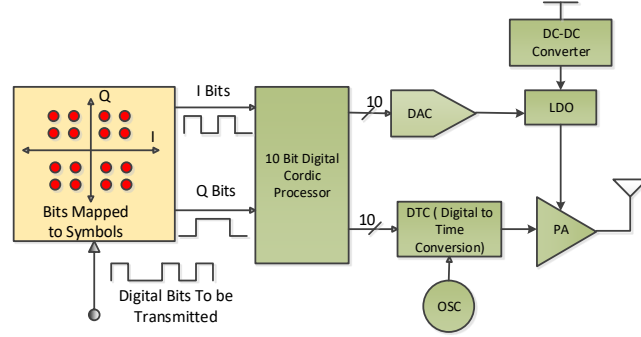 DC-DC
Converter
Q
I Bits
10
DAC
LDO
I
10 Bit Digital
Cordic
Processor
Q Bits
10
DTC ( Digital to
Time
Conversion)
PA
Bits Mapped
to Symbols
Digital Bits To be
Transmitted
OSC